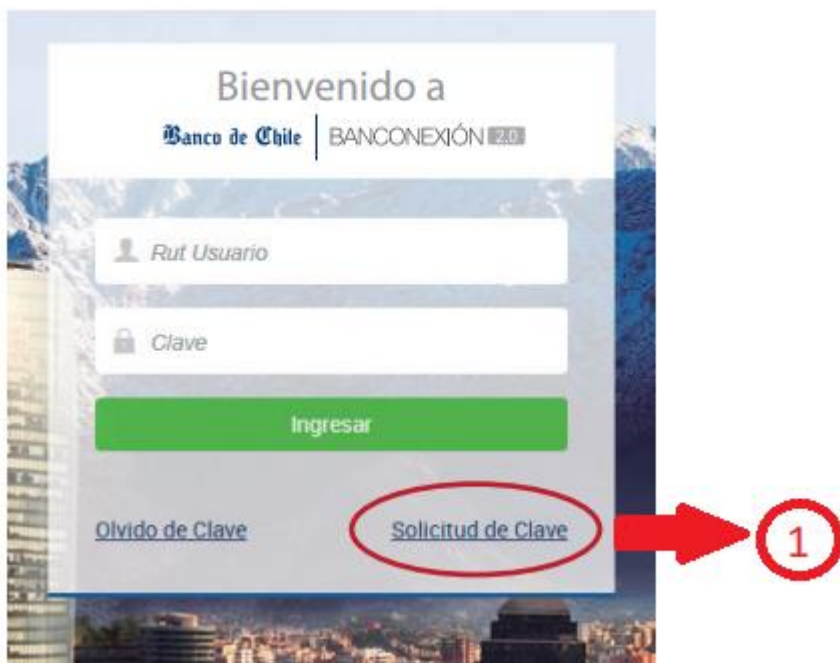 Bienvenido a
Banco de Chile BANCONEXIÓN 2.0
Rut Usuario
Clave
Ingresar
Olvido de Clave Solicitud de Clave
1